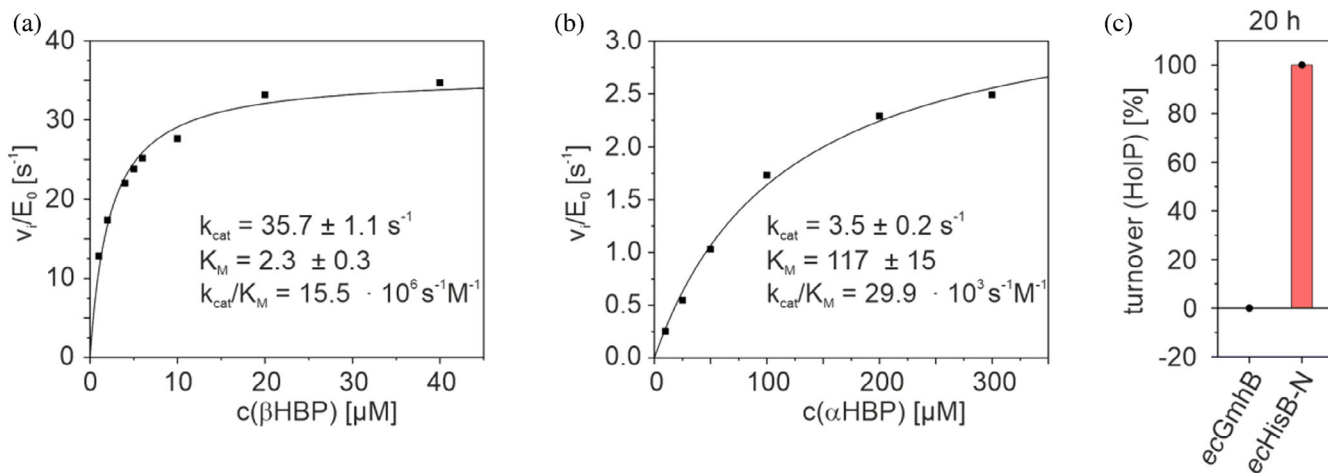 (a)
40
30
20
10
0
v_i/E_0 [s^-1]
k_cat = 35.7 ± 1.1 s^-1
K_M = 2.3 ± 0.3
k_cat/K_M = 15.5 · 10^6 s^-1M^-1
0 10 20 30 40
c(βHBP) [µM]
(b)
3.0
2.5
2.0
1.5
1.0
0.5
0.0
v_i/E_0 [s^-1]
k_cat = 3.5 ± 0.2 s^-1
K_M = 117 ± 15
k_cat/K_M = 29.9 · 10^3 s^-1M^-1
0 100 200 300
c(αHBP) [µM]
(c)
20 h
100
80
60
40
20
0
-20
turnover (HolP) [%]
ecGmhB
ecHisB-N